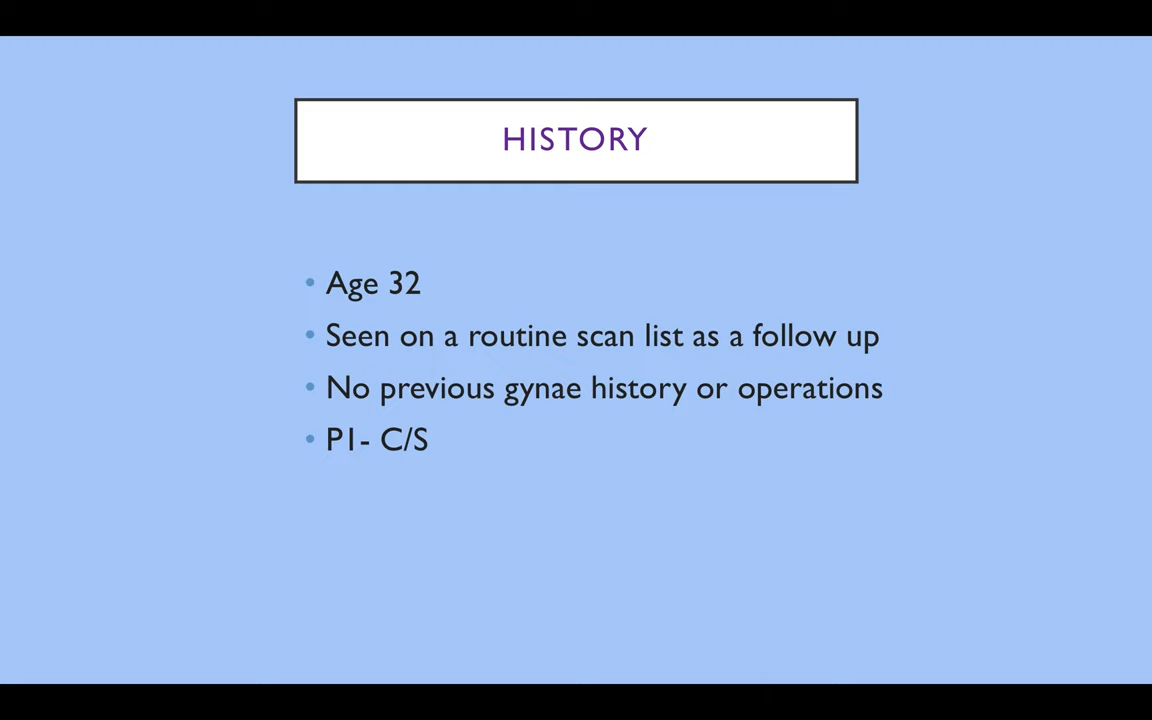 HISTORY
• Age 32
• Seen on a routine scan list as a follow up
• No previous gynae history or operations
• P1- C/S